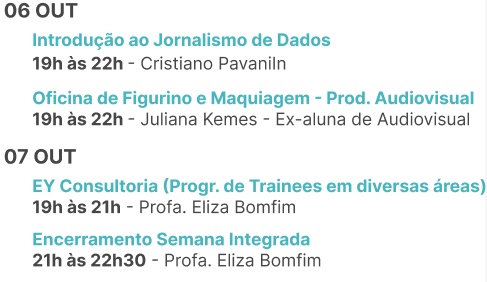 06 OUT
Introdução ao Jornalismo de Dados
19h às 22h - Cristiano Pavaniln
Oficina de Figurino e Maquiagem - Prod. Audiovisual
19h às 22h - Juliana Kemes - Ex-aluna de Audiovisual
07 OUT
EY Consultoria (Progr. de Trainees em diversas áreas)
19h às 21h - Profa. Eliza Bomfim
Encerramento Semana Integrada
21h às 22h30 - Profa. Eliza Bomfim